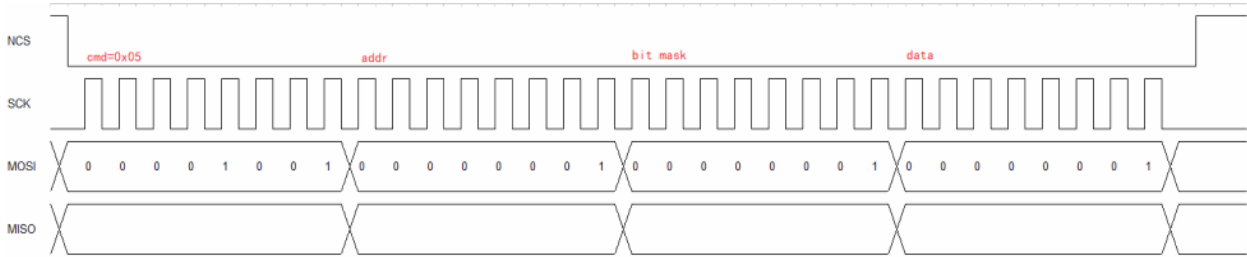 NCS
cmd=0x05 addr bit mask data
SCK
MOSI 0 0 0 0 1 0 0 1 0 0 0 0 0 0 0 1 0 0 0 0 0 0 0 1 0 0 0 0 0 0 0 1
MISO